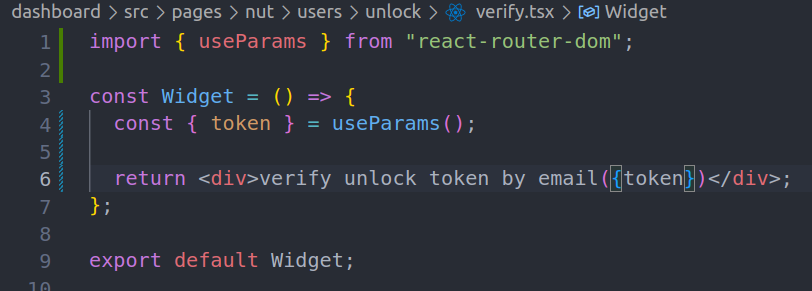 dashboard > src > pages > nut > users > unlock > verify.tsx > Widget
1 import { useParams } from "react-router-dom";
2
3 const Widget = () => {
4   const { token } = useParams();
5
6   return <div>verify unlock token by email({token})</div>;
7 };
8
9 export default Widget;
10